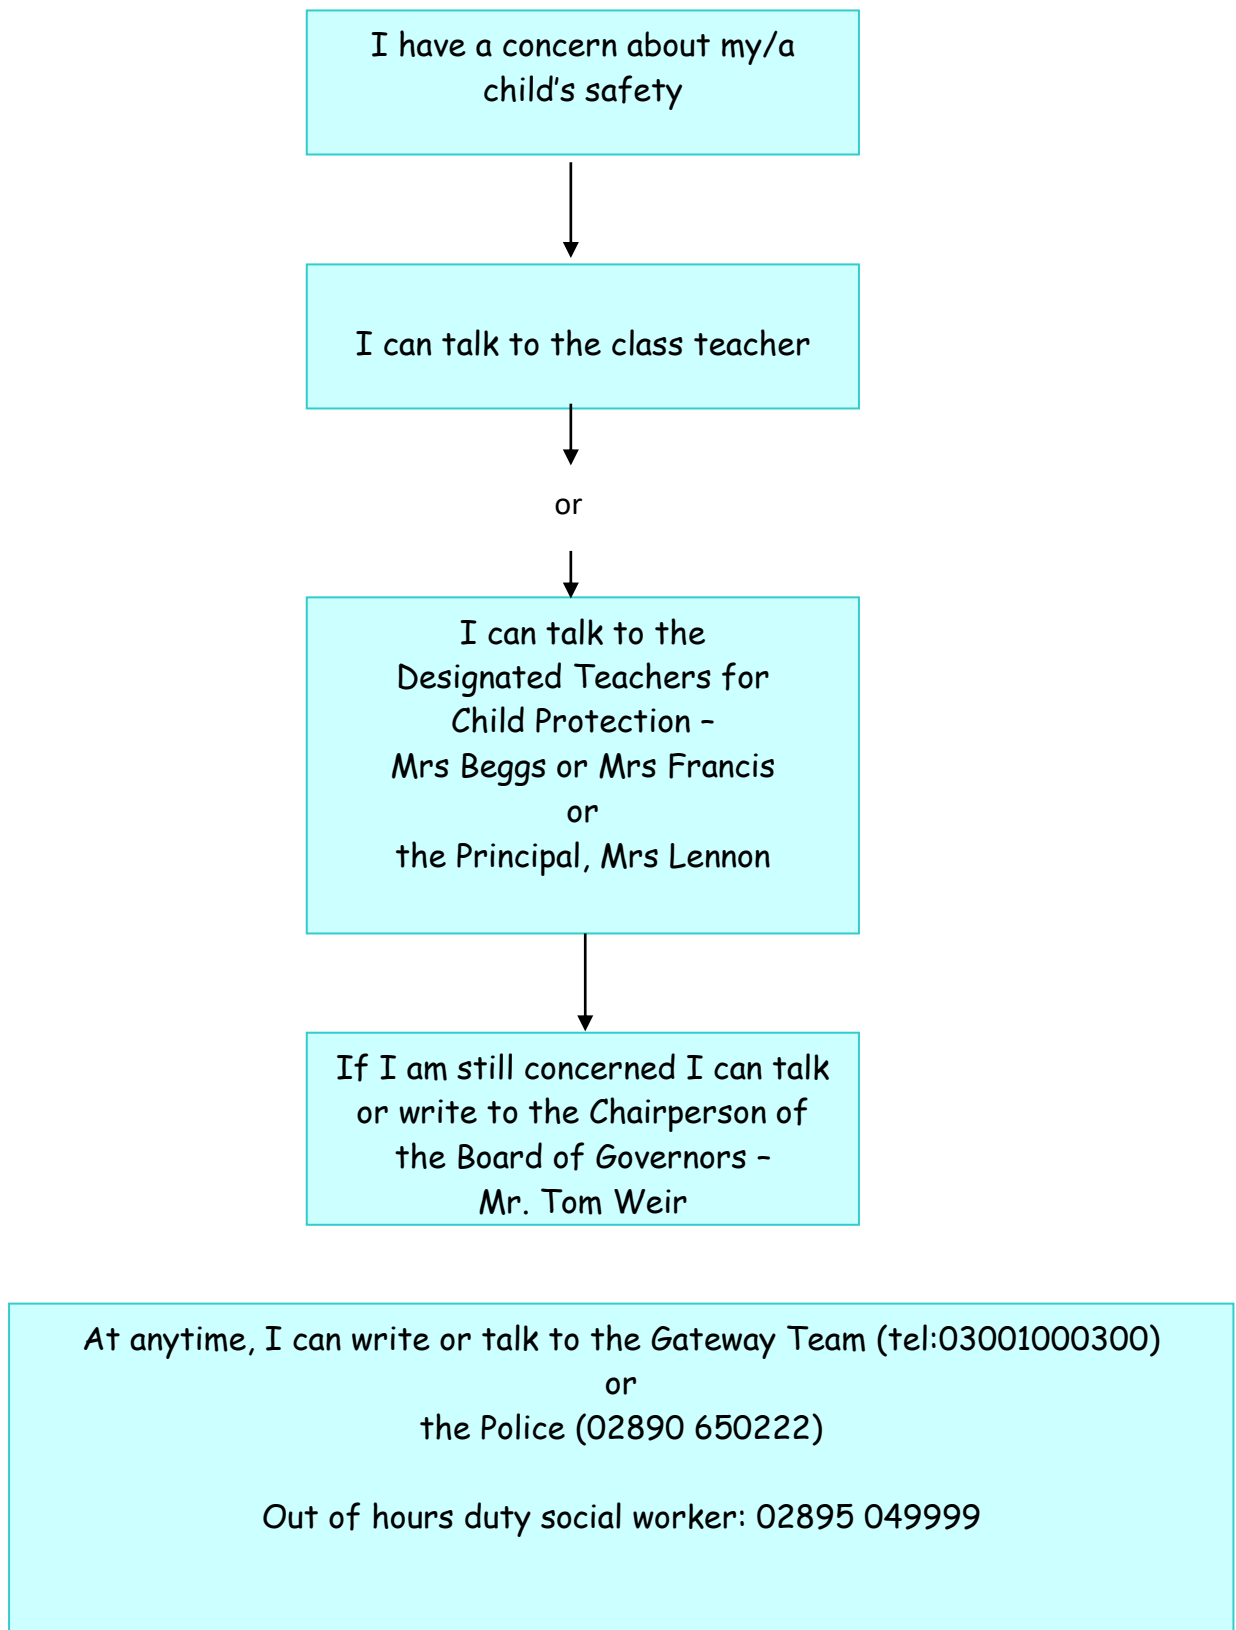 I have a concern about my/a
child's safety
I can talk to the class teacher
or
I can talk to the
Designated Teachers for
Child Protection –
Mrs Beggs or Mrs Francis
or
the Principal, Mrs Lennon
If I am still concerned I can talk
or write to the Chairperson of
the Board of Governors –
Mr. Tom Weir
At anytime, I can write or talk to the Gateway Team (tel:03001000300)
or
the Police (02890 650222)
Out of hours duty social worker: 02895 049999